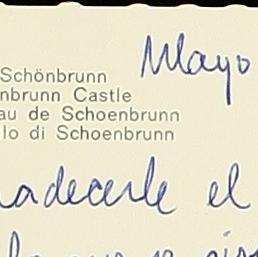 Mayo
Schönbrunn
nbrunn Castle
au de Schoenbrunn
lo di Schoenbrunn
adecerle el